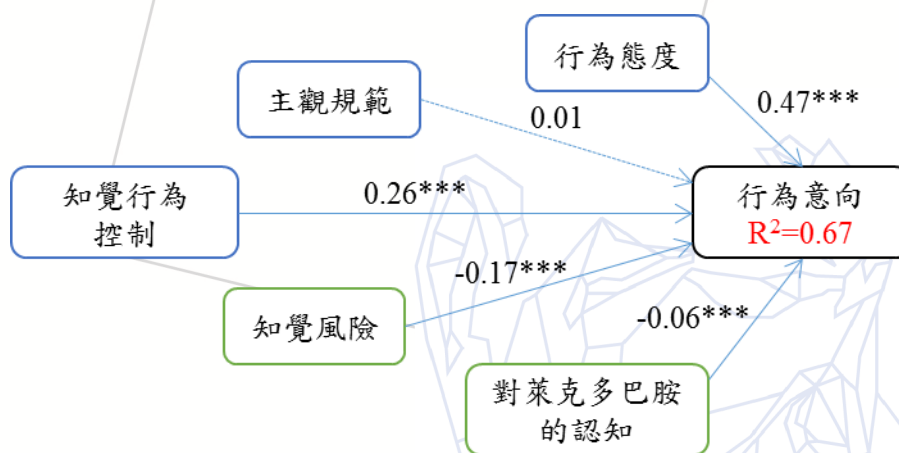 行為態度
主觀規範
0.47***
0.01
知覺行為
控制
0.26***
行為意向
R²=0.67
-0.17***
知覺風險
-0.06***
對萊克多巴胺
的認知